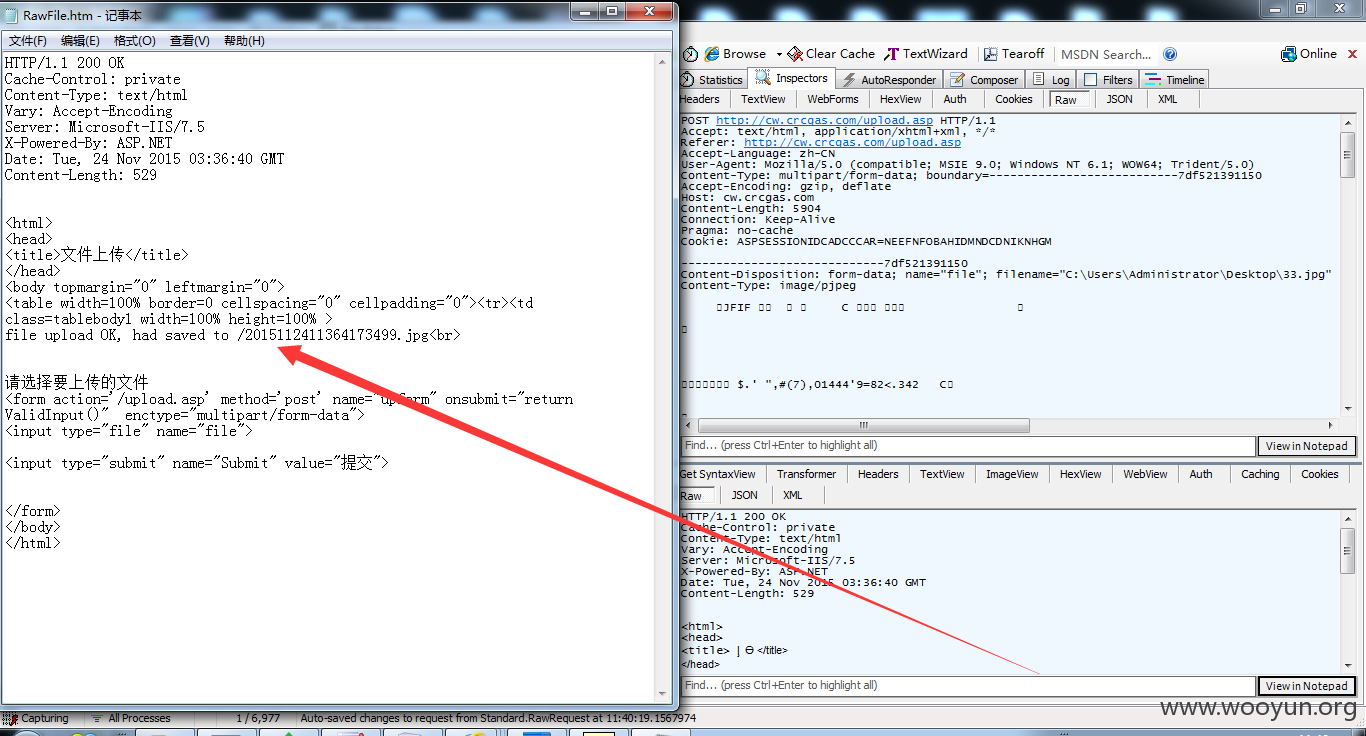 RawFile.htm - 记事本
文件(F) 编辑(E) 格式(O) 查看(V) 帮助(H)
HTTP/1.1 200 OK
Cache-Control: private
Content-Type: text/html
Vary: Accept-Encoding
Server: Microsoft-IIS/7.5
X-Powered-By: ASP.NET
Date: Tue, 24 Nov 2015 03:36:40 GMT
Content-Length: 529
<html>
<head>
<title>文件上传</title>
</head>
<body topmargin="0" leftmargin="0">
<table width=100% border=0 cellspacing="0" cellpadding="0"><tr><td
class=tablebody1 width=100% height=100% >
file upload OK, had saved to /2015112411364173499.jpg<br>
请选择要上传的文件
<form action='/upload.asp' method='post' name="upform" onsubmit="return
ValidInput()" enctype="multipart/form-data">
<input type="file" name="file">
<input type="submit" name="Submit" value="提交">
</form>
</body>
</html>
Browse Clear Cache TextWizard Tearoff MSDN Search... Online
Statistics Inspectors AutoResponder Composer Log Filters Timeline
Headers TextView WebForms HexView Auth Cookies Raw JSON XML
POST http://cw.crcgas.com/upload.asp HTTP/1.1
Accept: text/html, application/xhtml+xml, */*
Referer: http://cw.crcgas.com/upload.asp
Accept-Language: zh-CN
User-Agent: Mozilla/5.0 (compatible; MSIE 9.0; Windows NT 6.1; WOW64; Trident/5.0)
Content-Type: multipart/form-data; boundary=---------------------------7df521391150
Accept-Encoding: gzip, deflate
Host: cw.crcgas.com
Content-Length: 5904
Connection: Keep-Alive
Pragma: no-cache
Cookie: ASPSESSIONIDCADCCCAR=NEEFNFOBAHIDMNDCDNIKNHGM
-----------------------------7df521391150
Content-Disposition: form-data; name="file"; filename="C:\Users\Administrator\Desktop\33.jpg"
Content-Type: image/pjpeg
JFIF C
$.' ",#(7),01444'9=82<.342 C
Find... (press Ctrl+Enter to highlight all) View in Notepad
Get SyntaxView Transformer Headers TextView ImageView HexView WebView Auth Caching Cookies
Raw JSON XML
HTTP/1.1 200 OK
Cache-Control: private
Content-Type: text/html
Vary: Accept-Encoding
Server: Microsoft-IIS/7.5
X-Powered-By: ASP.NET
Date: Tue, 24 Nov 2015 03:36:40 GMT
Content-Length: 529
<html>
<head>
<title> | ϴ </title>
</head>
Find... (press Ctrl+Enter to highlight all) View in Notepad
Capturing All Processes 1 / 6,977 Auto-saved changes to request from Standard.RawRequest at 11:40:19.1567974
www.wooyun.org